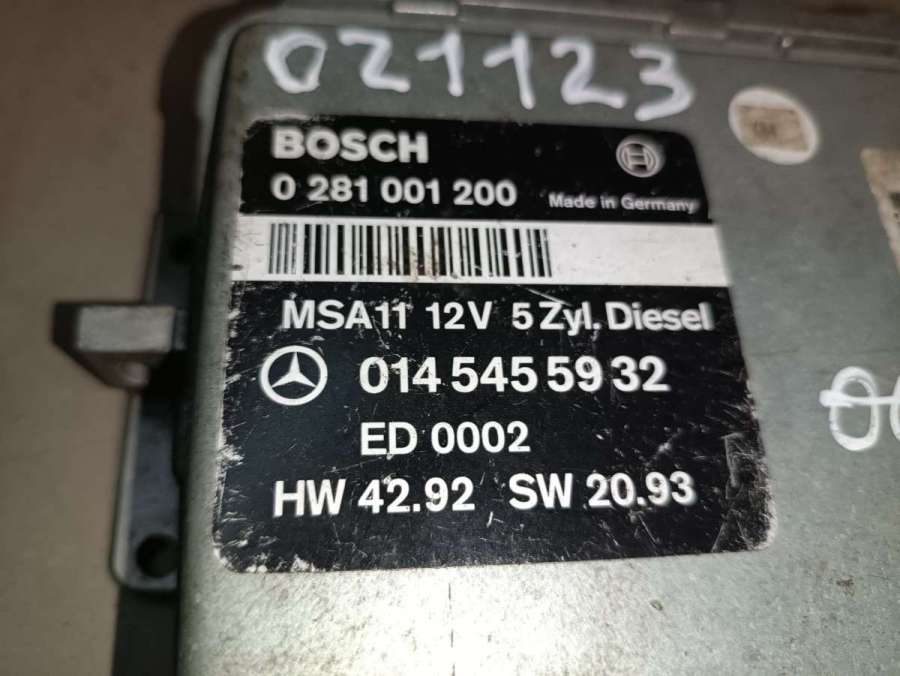 021123
BOSCH
0 281 001 200 Made in Germany
MSA11 12V 5 Zyl. Diesel
014 545 59 32
ED 0002
HW 42.92 SW 20.93